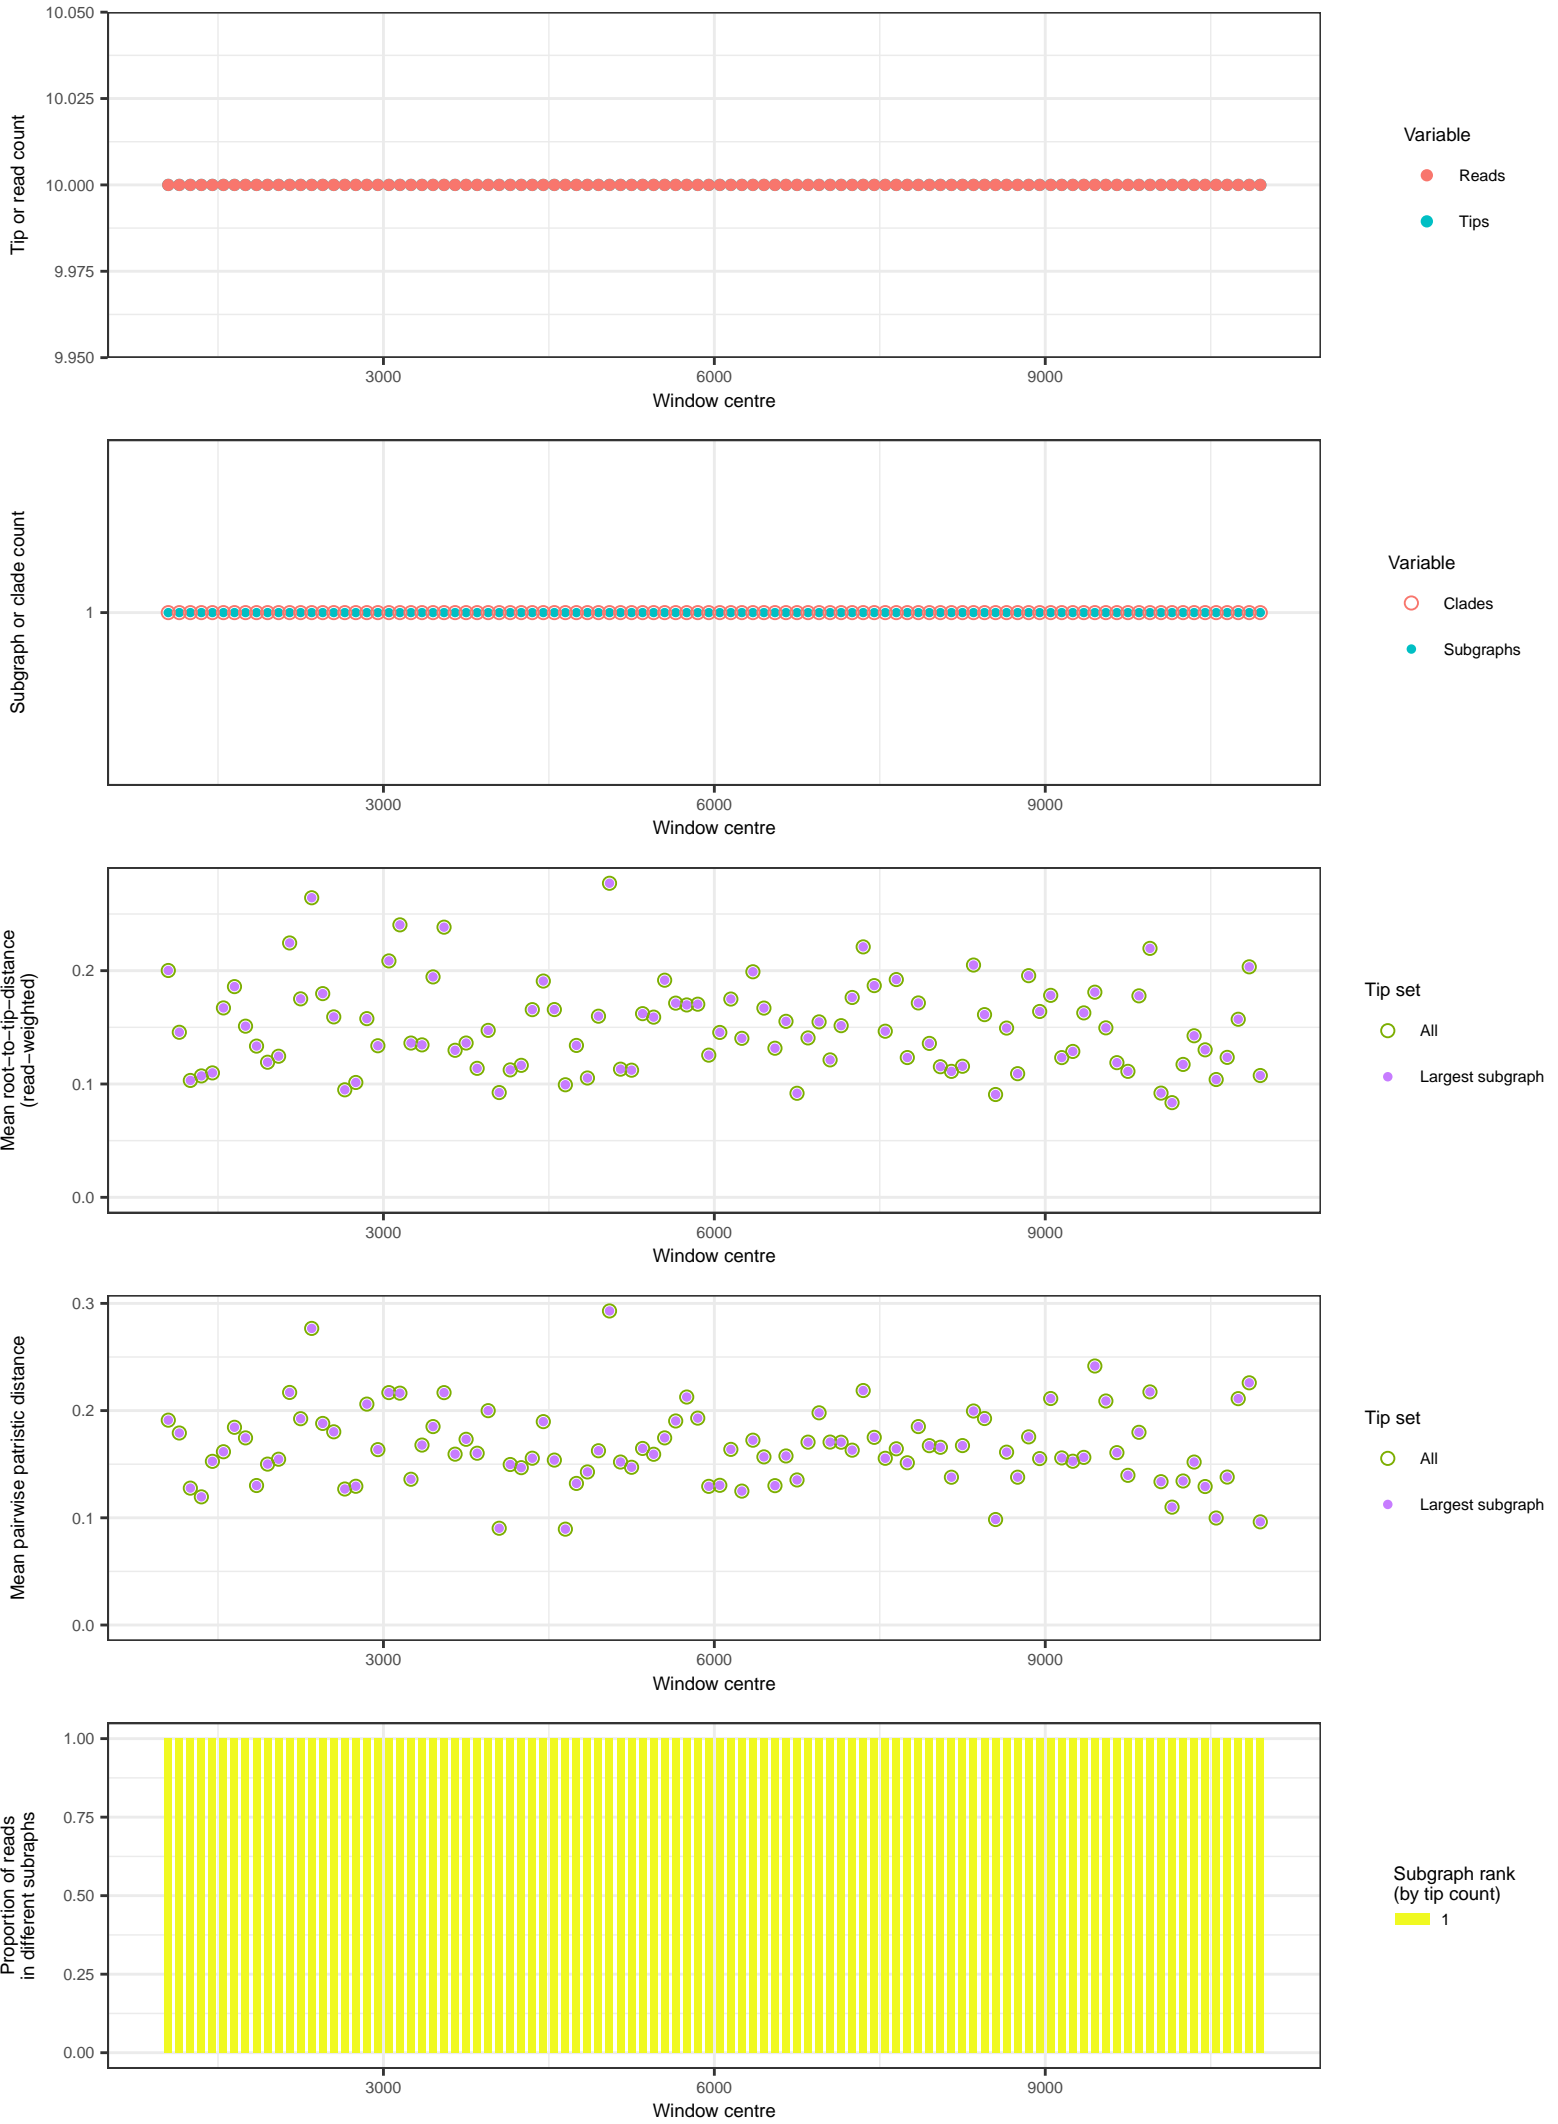 10.050
10.025
10.000
9.975
9.950
Tip or read count
3000
6000
9000
Window centre
Variable
Reads
Tips
1
Subgraph or clade count
3000
6000
9000
Window centre
Variable
Clades
Subgraphs
0.2
0.1
0.0
Mean root−to−tip−distance
(read−weighted)
3000
6000
9000
Window centre
Tip set
All
Largest subgraph
0.3
0.2
0.1
0.0
Mean pairwise patristic distance
3000
6000
9000
Window centre
Tip set
All
Largest subgraph
1.00
0.75
0.50
0.25
0.00
Proportion of reads
in different subraphs
3000
6000
9000
Window centre
Subgraph rank
(by tip count)
1